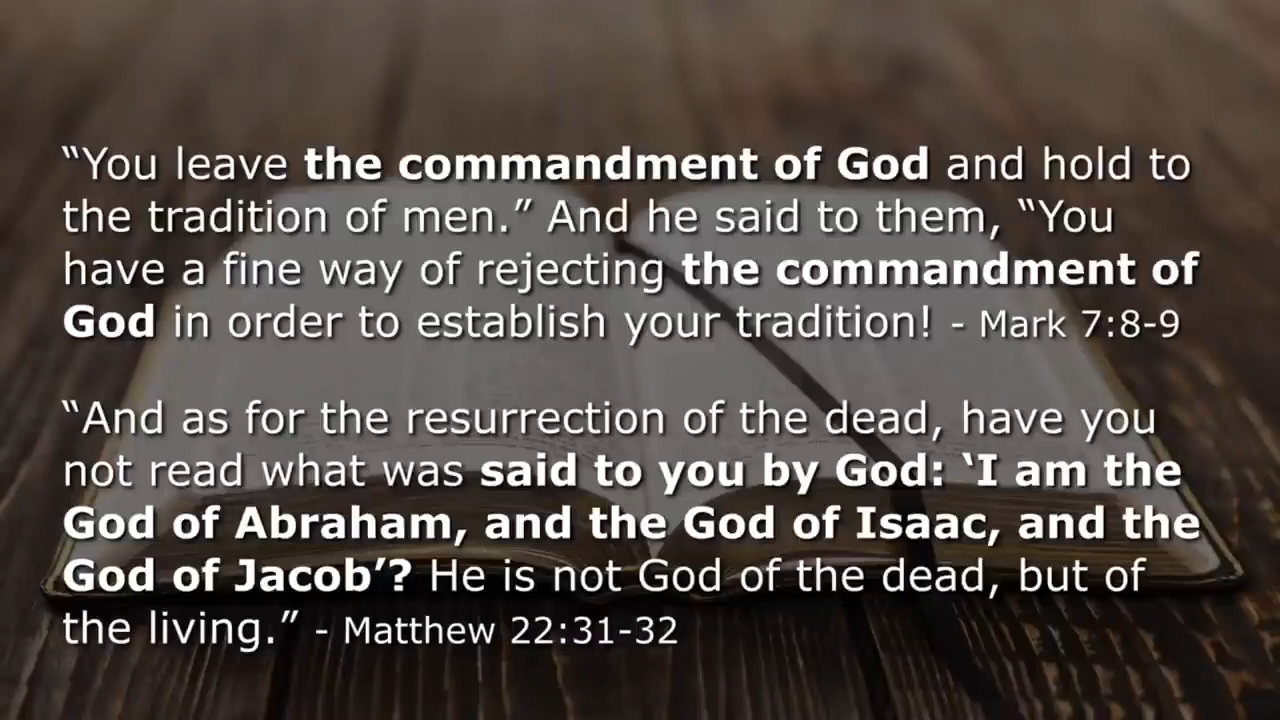 “You leave the commandment of God and hold to
the tradition of men.” And he said to them, “You
have a fine way of rejecting the commandment of
God in order to establish your tradition! - Mark 7:8-9
“And as for the resurrection of the dead, have you
not read what was said to you by God: ‘I am the
God of Abraham, and the God of Isaac, and the
God of Jacob’? He is not God of the dead, but of
the living.” - Matthew 22:31-32